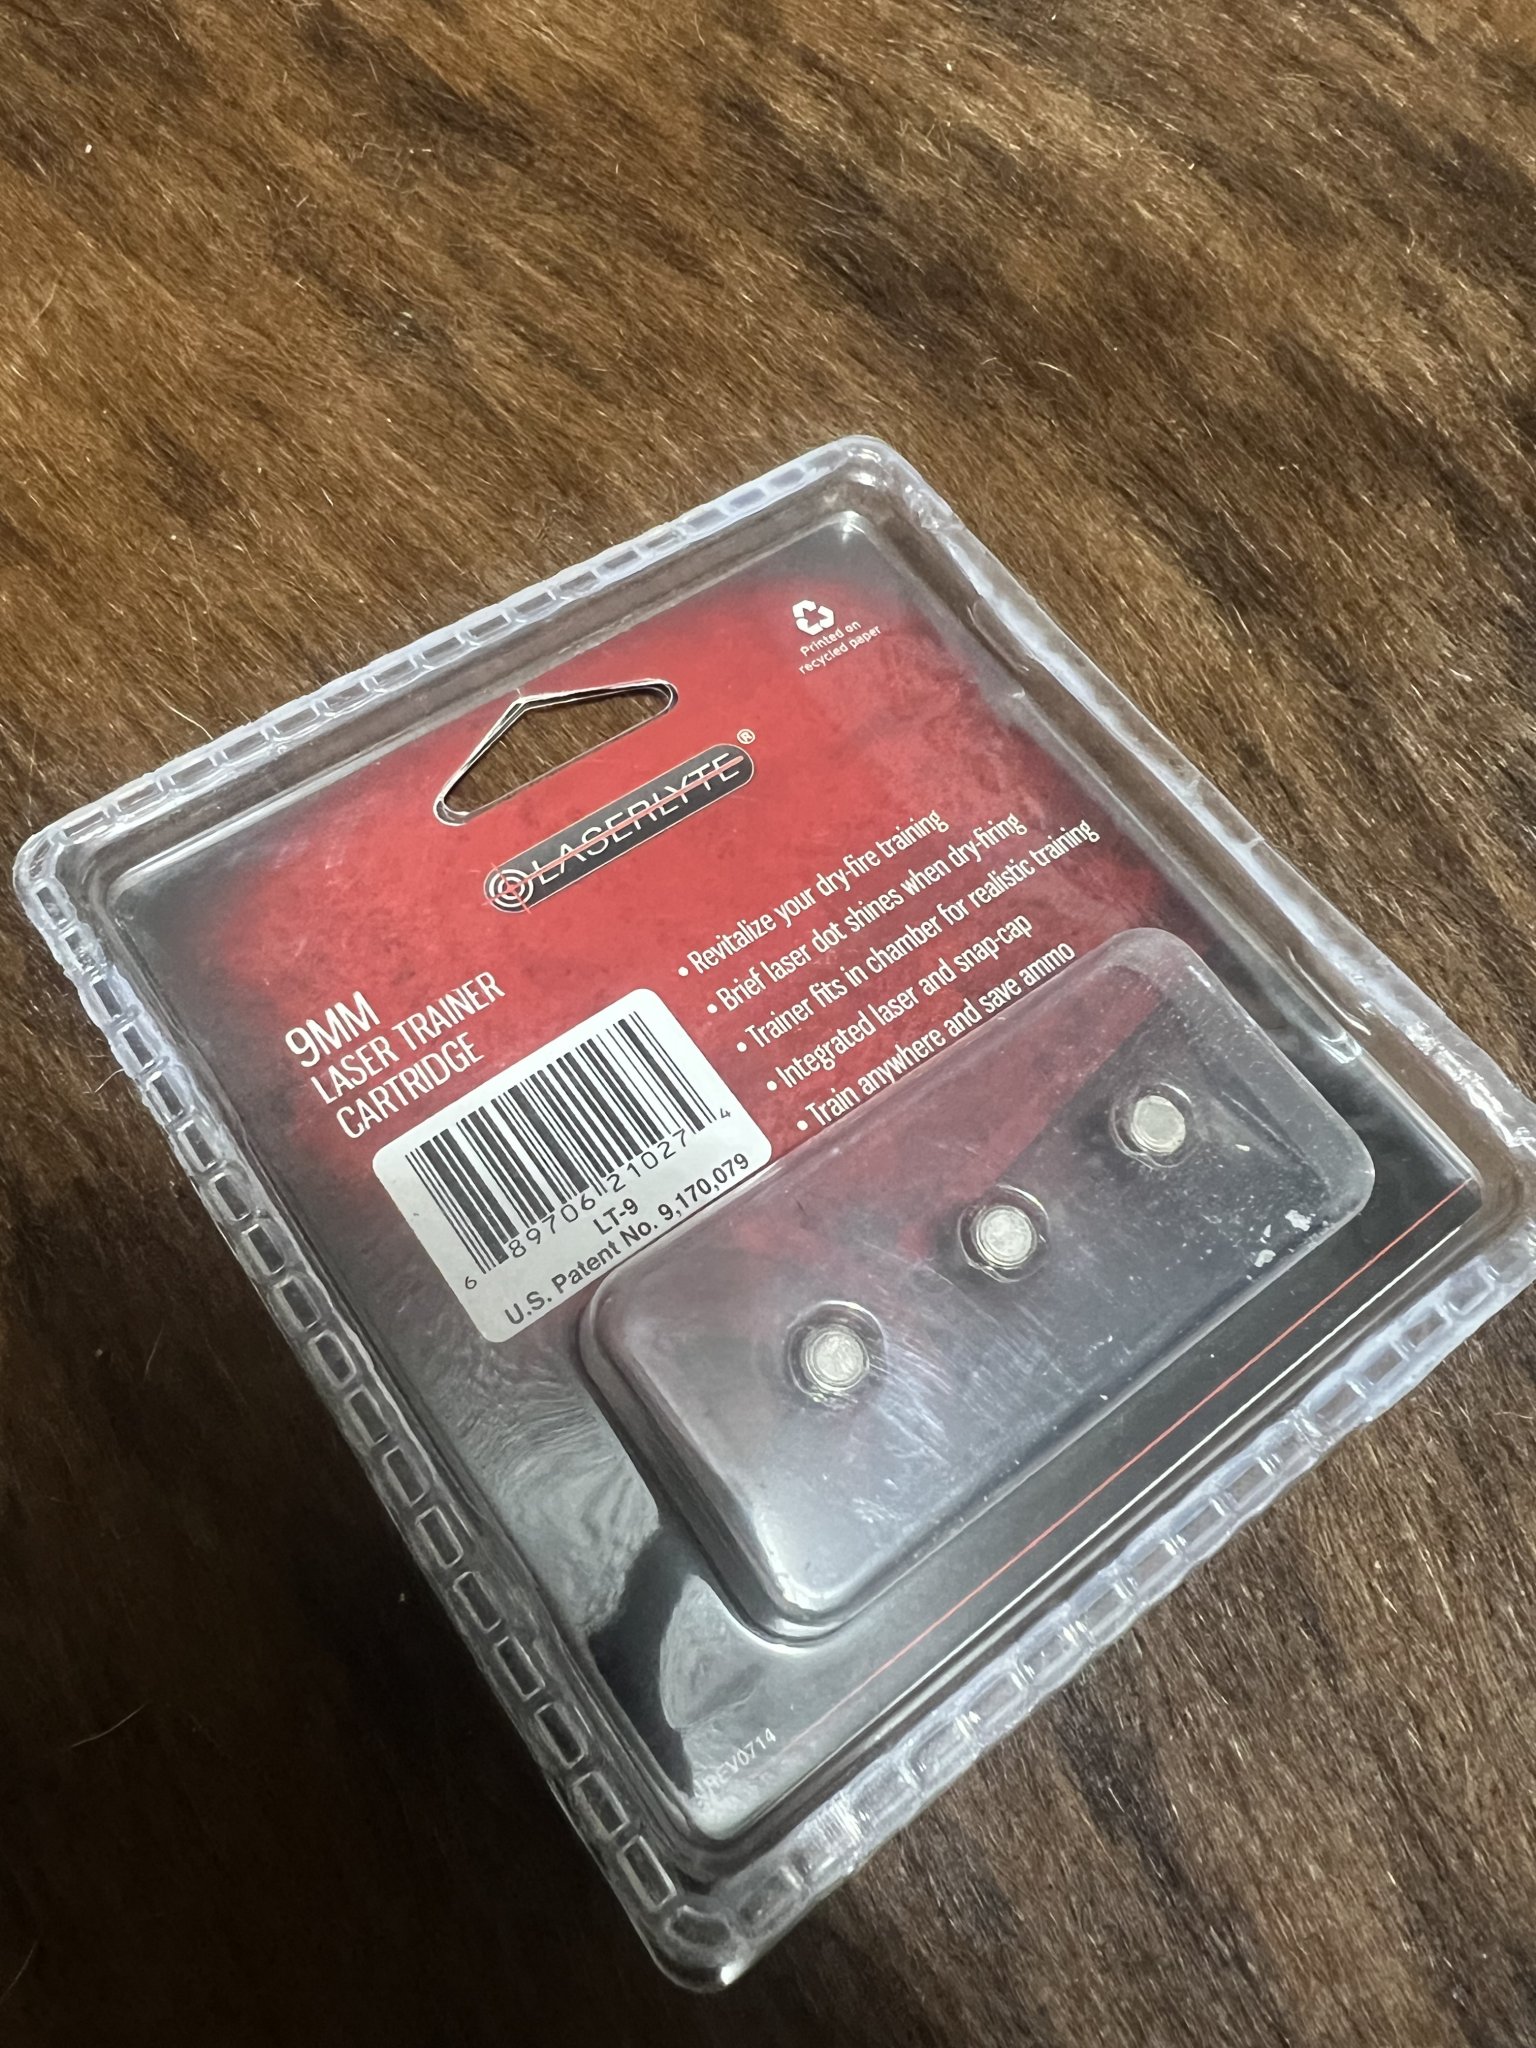 Printed on
recycled paper
LASERLYTE®
• Revitalize your dry-fire training
• Brief laser dot shines when dry-firing
• Trainer fits in chamber for realistic training
• Integrated laser and snap-cap
• Train anywhere and save ammo
9MM
LASER TRAINER
CARTRIDGE
6 89706 21027 4
LT-9
U.S. Patent No. 9,170,079
REV0714